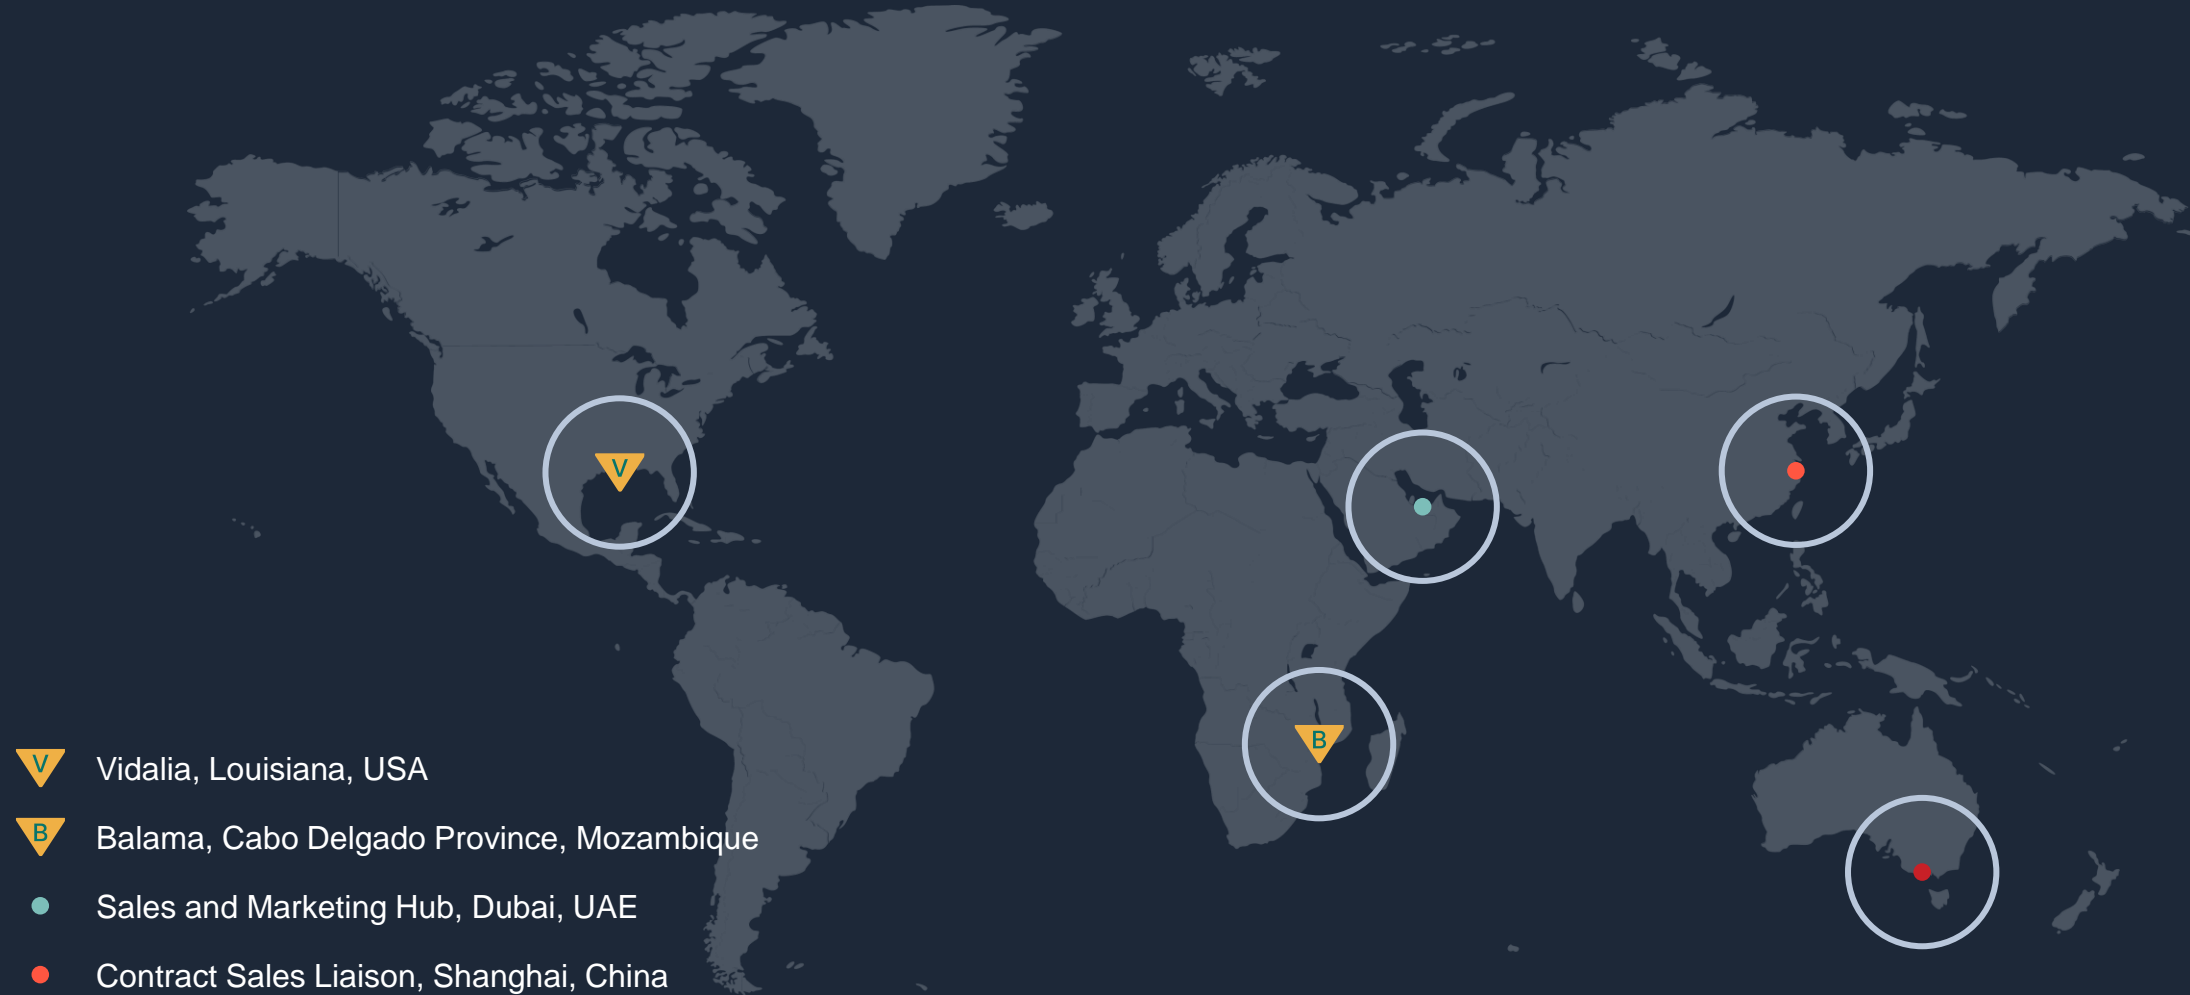 V
B
V Vidalia, Louisiana, USA
B Balama, Cabo Delgado Province, Mozambique
Sales and Marketing Hub, Dubai, UAE
Contract Sales Liaison, Shanghai, China